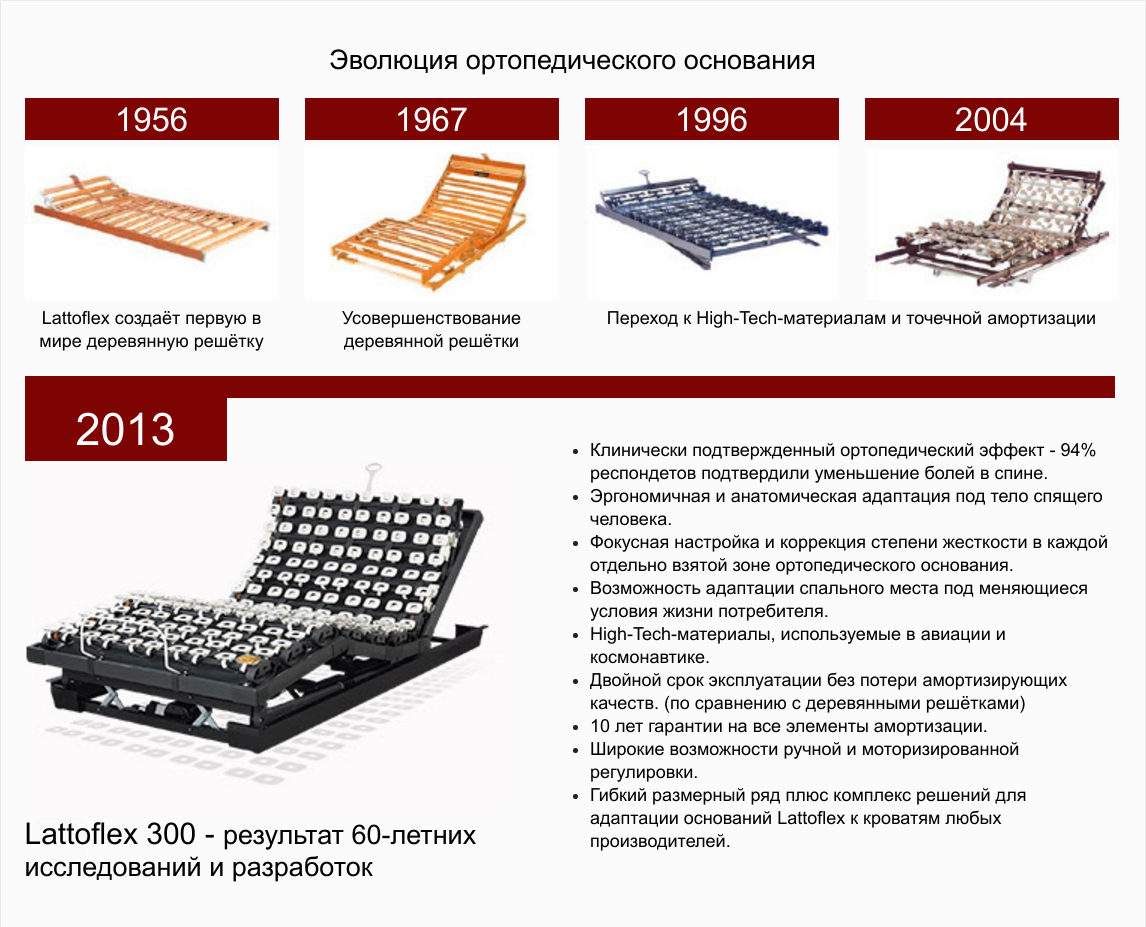 Эволюция ортопедического основания
1956
1967
1996
2004
Lattoflex создаёт первую в
мире деревянную решётку
Усовершенствование
деревянной решётки
Переход к High-Tech-материалам и точечной амортизации
2013
• Клинически подтвержденный ортопедический эффект - 94%
респондетов подтвердили уменьшение болей в спине.
• Эргономичная и анатомическая адаптация под тело спящего
человека.
• Фокусная настройка и коррекция степени жесткости в каждой
отдельно взятой зоне ортопедического основания.
• Возможность адаптации спального места под меняющиеся
условия жизни потребителя.
• High-Tech-материалы, используемые в авиации и
космонавтике.
• Двойной срок эксплуатации без потери амортизирующих
качеств. (по сравнению с деревянными решётками)
• 10 лет гарантии на все элементы амортизации.
• Широкие возможности ручной и моторизированной
регулировки.
• Гибкий размерный ряд плюс комплекс решений для
адаптации оснований Lattoflex к кроватям любых
производителей.
Lattoflex 300 - результат 60-летних
исследований и разработок